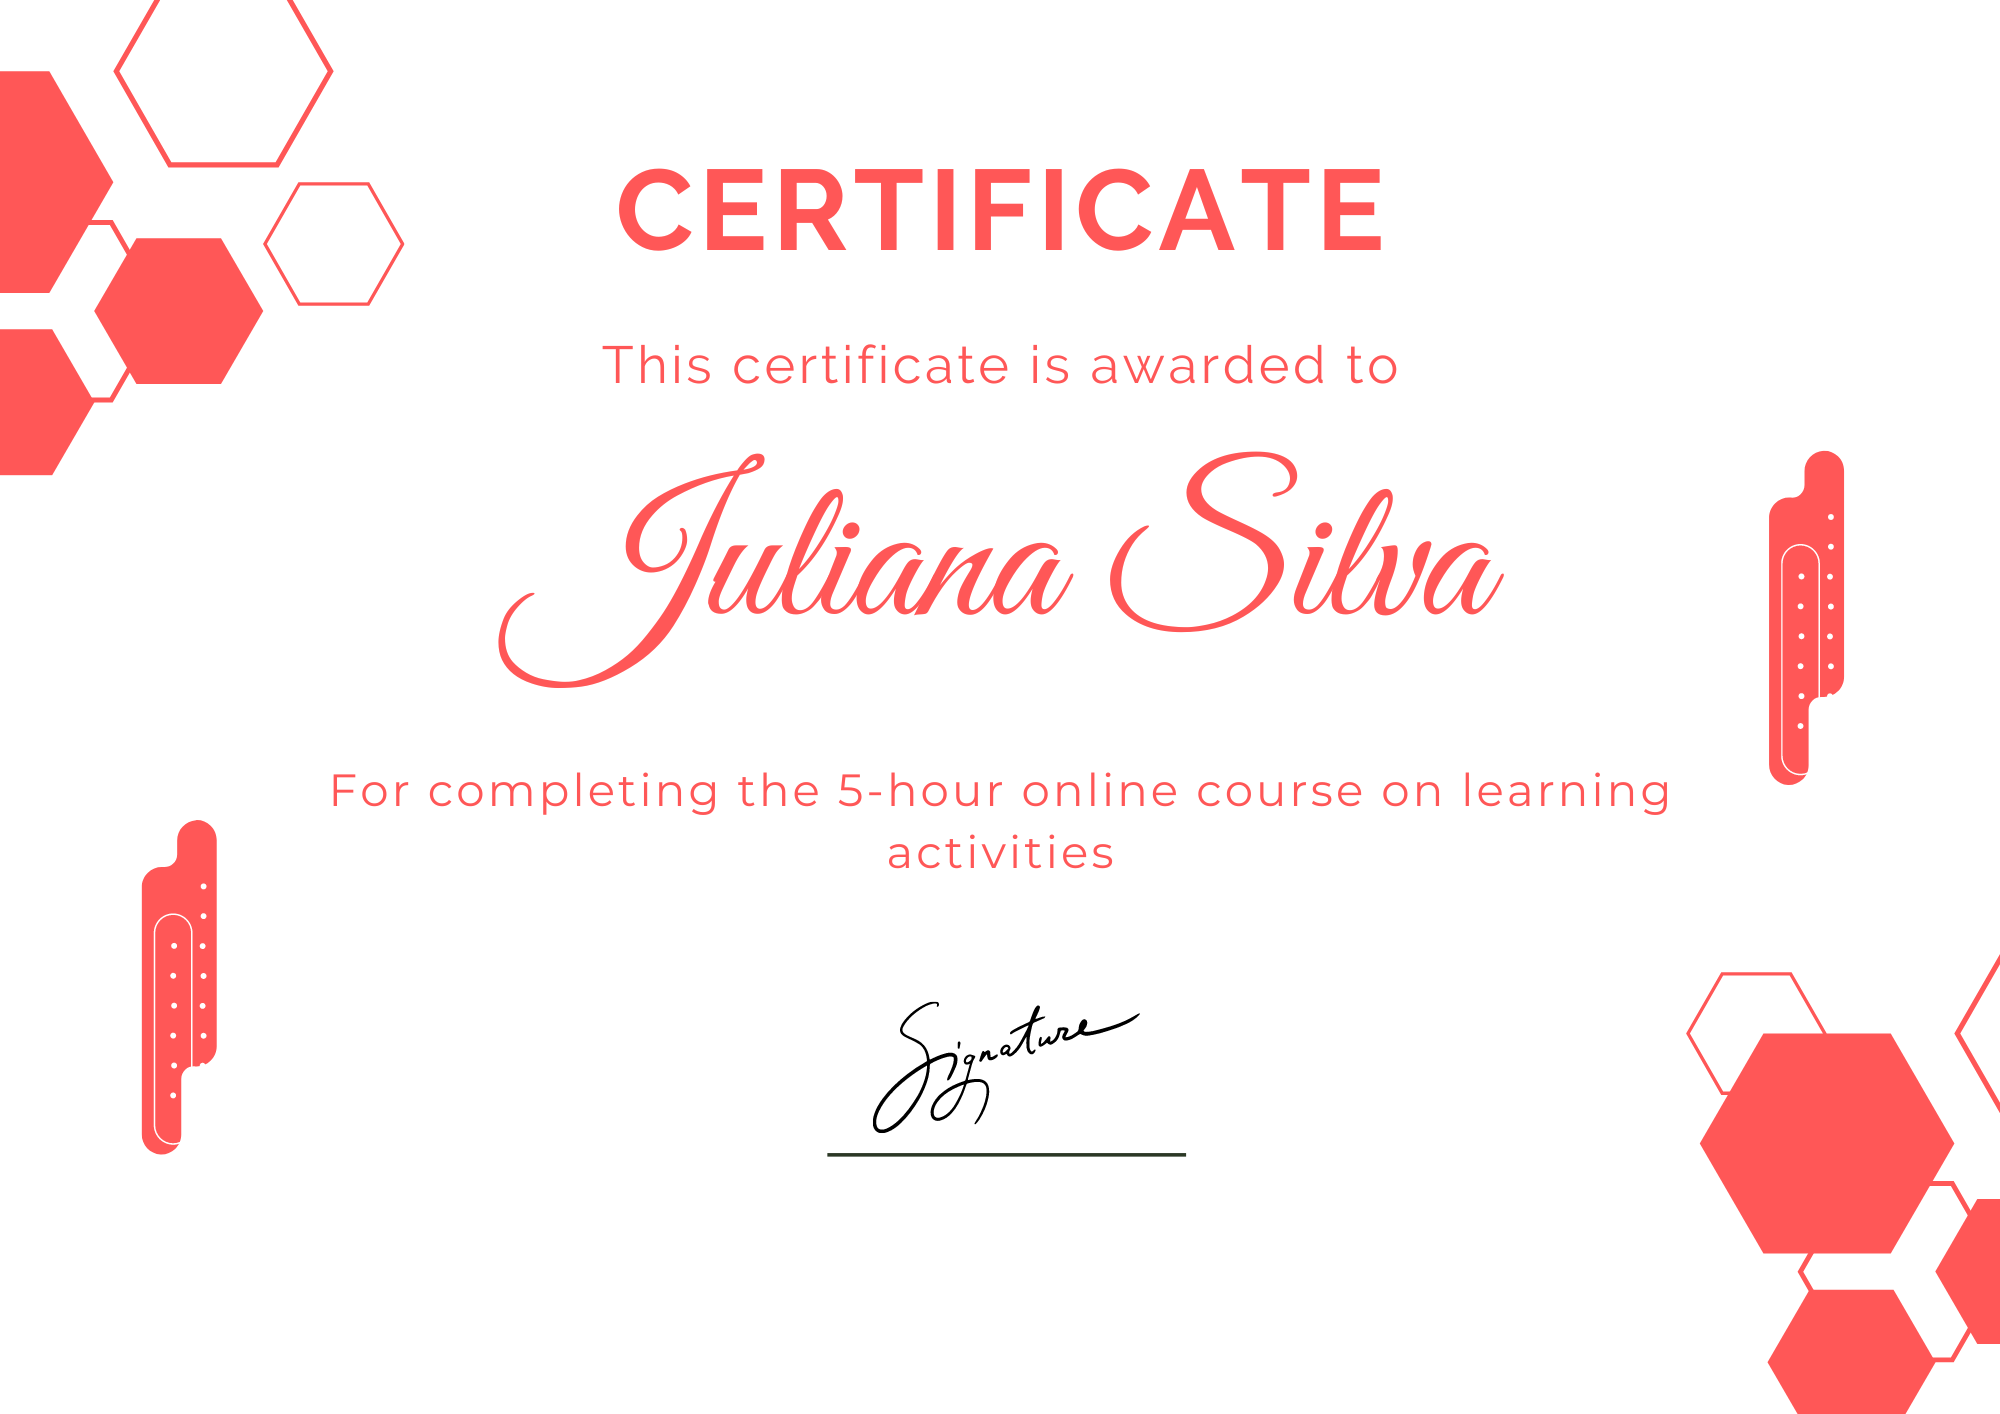 CERTIFICATE
This certificate is awarded to
Juliana Silva
For completing the 5-hour online course on learning
activities
Signature